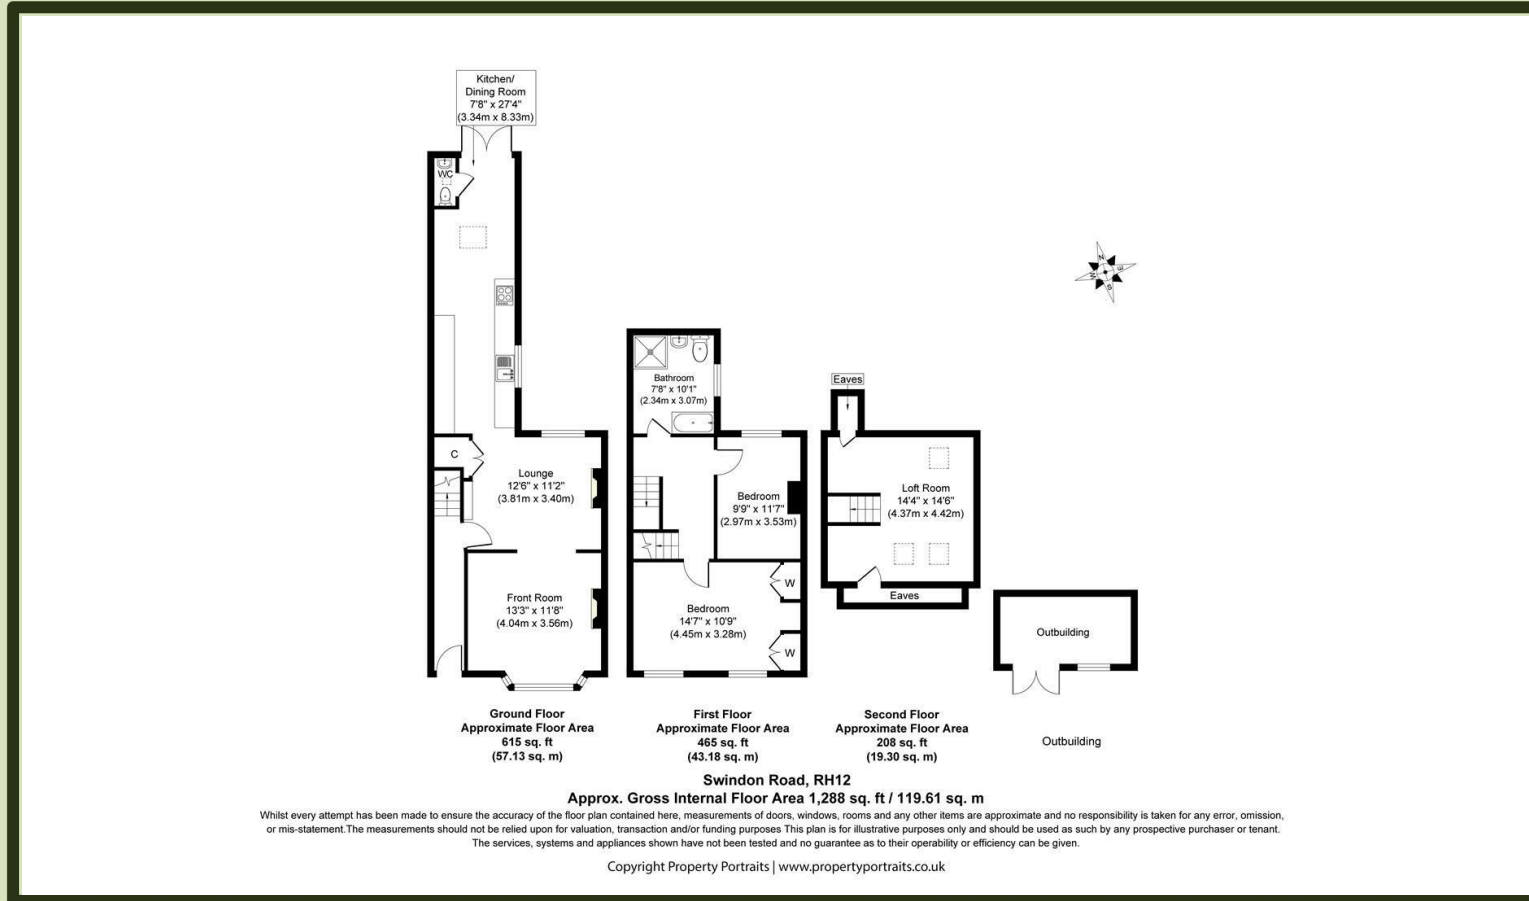 Kitchen/
Dining Room
7'8" x 27'4"
(3.34m x 8.33m)
WC
C
Lounge
12'6" x 11'2"
(3.81m x 3.40m)
Front Room
13'3" x 11'8"
(4.04m x 3.56m)
Bathroom
7'8" x 10'1"
(2.34m x 3.07m)
Bedroom
9'9" x 11'7"
(2.97m x 3.53m)
Bedroom
14'7" x 10'9"
(4.45m x 3.28m)
W
W
Eaves
Loft Room
14'4" x 14'6"
(4.37m x 4.42m)
Eaves
N
E
S
W
Outbuilding
Outbuilding
Ground Floor
Approximate Floor Area
615 sq. ft
(57.13 sq. m)
First Floor
Approximate Floor Area
465 sq. ft
(43.18 sq. m)
Second Floor
Approximate Floor Area
208 sq. ft
(19.30 sq. m)
Swindon Road, RH12
Approx. Gross Internal Floor Area 1,288 sq. ft / 119.61 sq. m
Whilst every attempt has been made to ensure the accuracy of the floor plan contained here, measurements of doors, windows, rooms and any other items are approximate and no responsibility is taken for any error, omission,
or mis-statement.The measurements should not be relied upon for valuation, transaction and/or funding purposes This plan is for illustrative purposes only and should be used as such by any prospective purchaser or tenant.
The services, systems and appliances shown have not been tested and no guarantee as to their operability or efficiency can be given.
Copyright Property Portraits | www.propertyportraits.co.uk